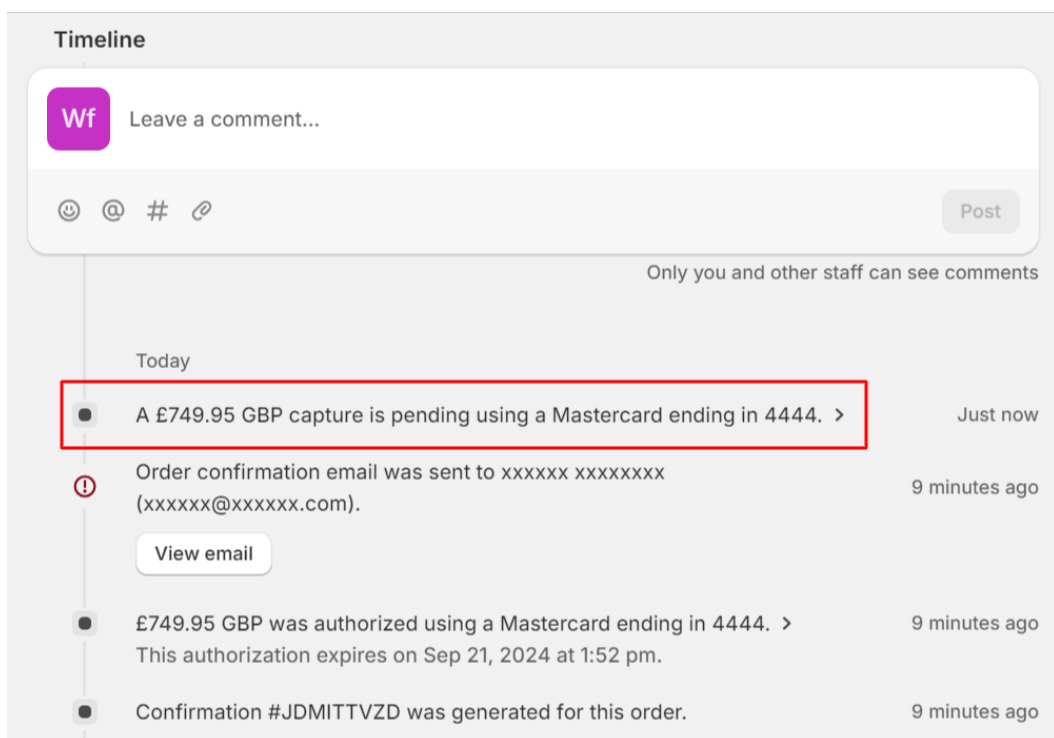 Timeline
Wf
Leave a comment...
@ #
Post
Only you and other staff can see comments
Today
A £749.95 GBP capture is pending using a Mastercard ending in 4444. >
Just now
Order confirmation email was sent to xxxxxx xxxxxxxx
(xxxxxx@xxxxxx.com).
9 minutes ago
View email
£749.95 GBP was authorized using a Mastercard ending in 4444. >
9 minutes ago
This authorization expires on Sep 21, 2024 at 1:52 pm.
Confirmation #JDMITTVZD was generated for this order.
9 minutes ago